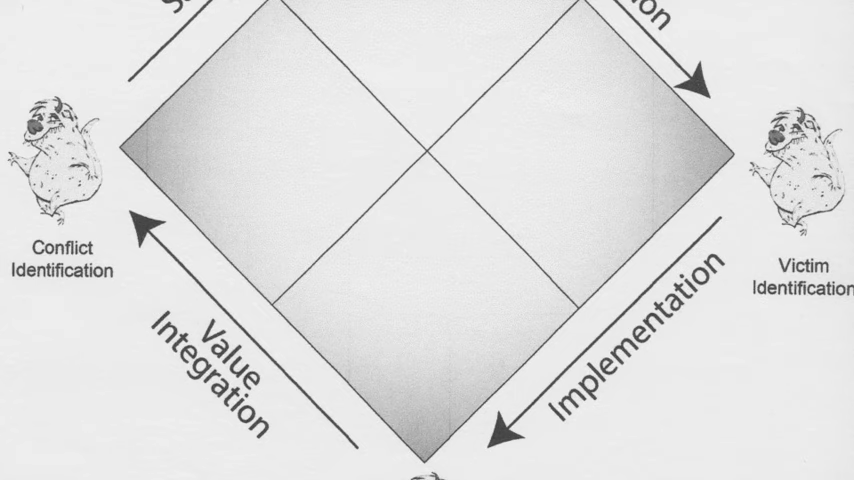 Conflict
Identification
Victim
Identification
Value
Integration
Implementation